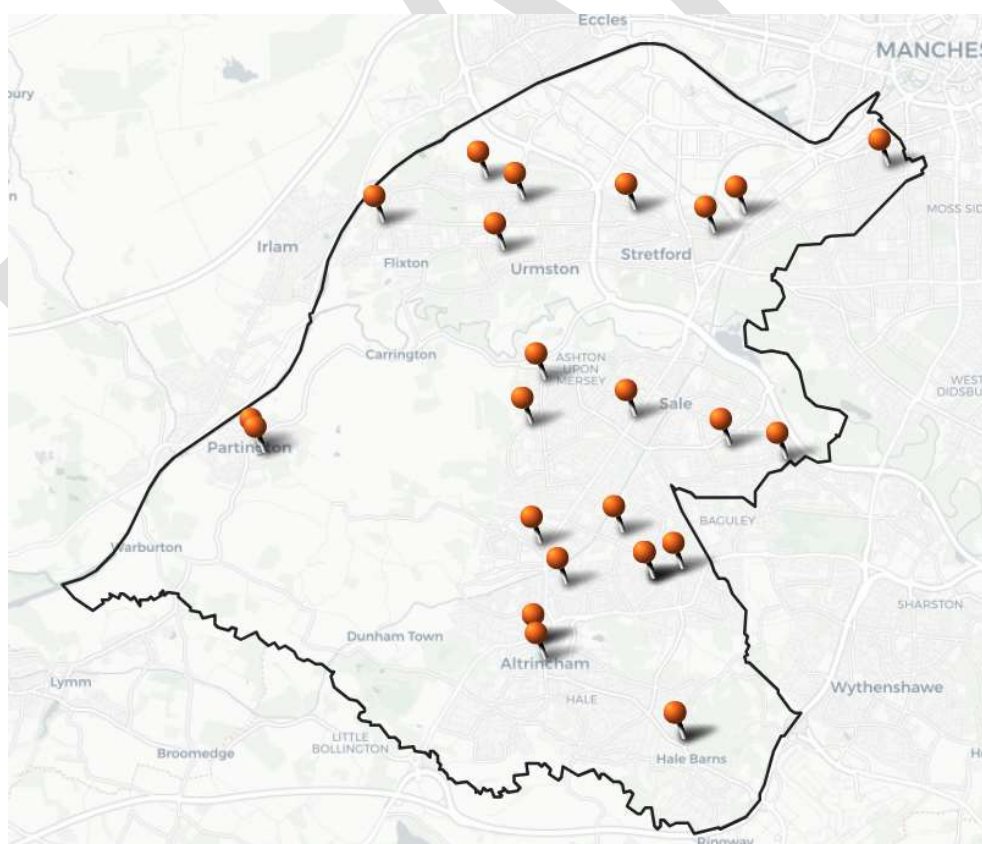 Eccles
MANCHES
bury
n
MOSS SID
Irlam
Flixton
Urmston
Stretford
Carrington
ASHTON
UPON
MERSEY
Sale
WEST
DIDSBU
Partington
BAGULEY
Warburton
SHARSTON
Dunham Town
Altrincham
Lymm
HALE
Wythenshawe
LITTLE
BOLLINGTON
Broomedge
Hale Barns
H
Ringway